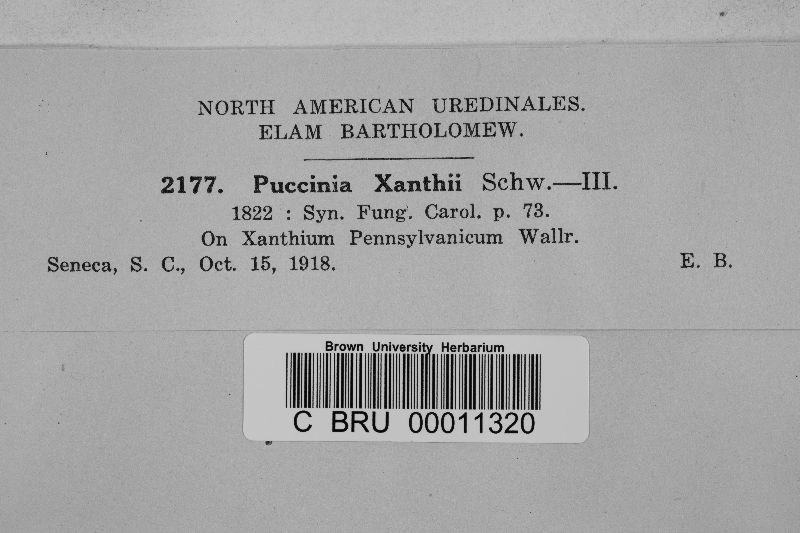 NORTH AMERICAN UREDINALES.
ELAM BARTHOLOMEW.
2177. Puccinia Xanthii Schw.—III.
1822 : Syn. Fung. Carol. p. 73.
On Xanthium Pennsylvanicum Wallr.
Seneca, S. C., Oct. 15, 1918. E. B.
Brown University Herbarium
C BRU 00011320